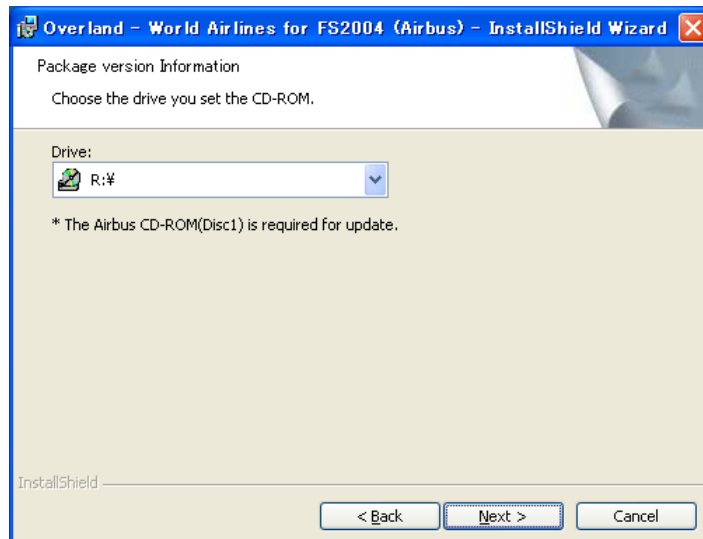 Overland - World Airlines for FS2004 (Airbus) - InstallShield Wizard
Package version Information
Choose the drive you set the CD-ROM.
Drive:
R:¥
* The Airbus CD-ROM(Disc1) is required for update.
InstallShield
< Back Next > Cancel